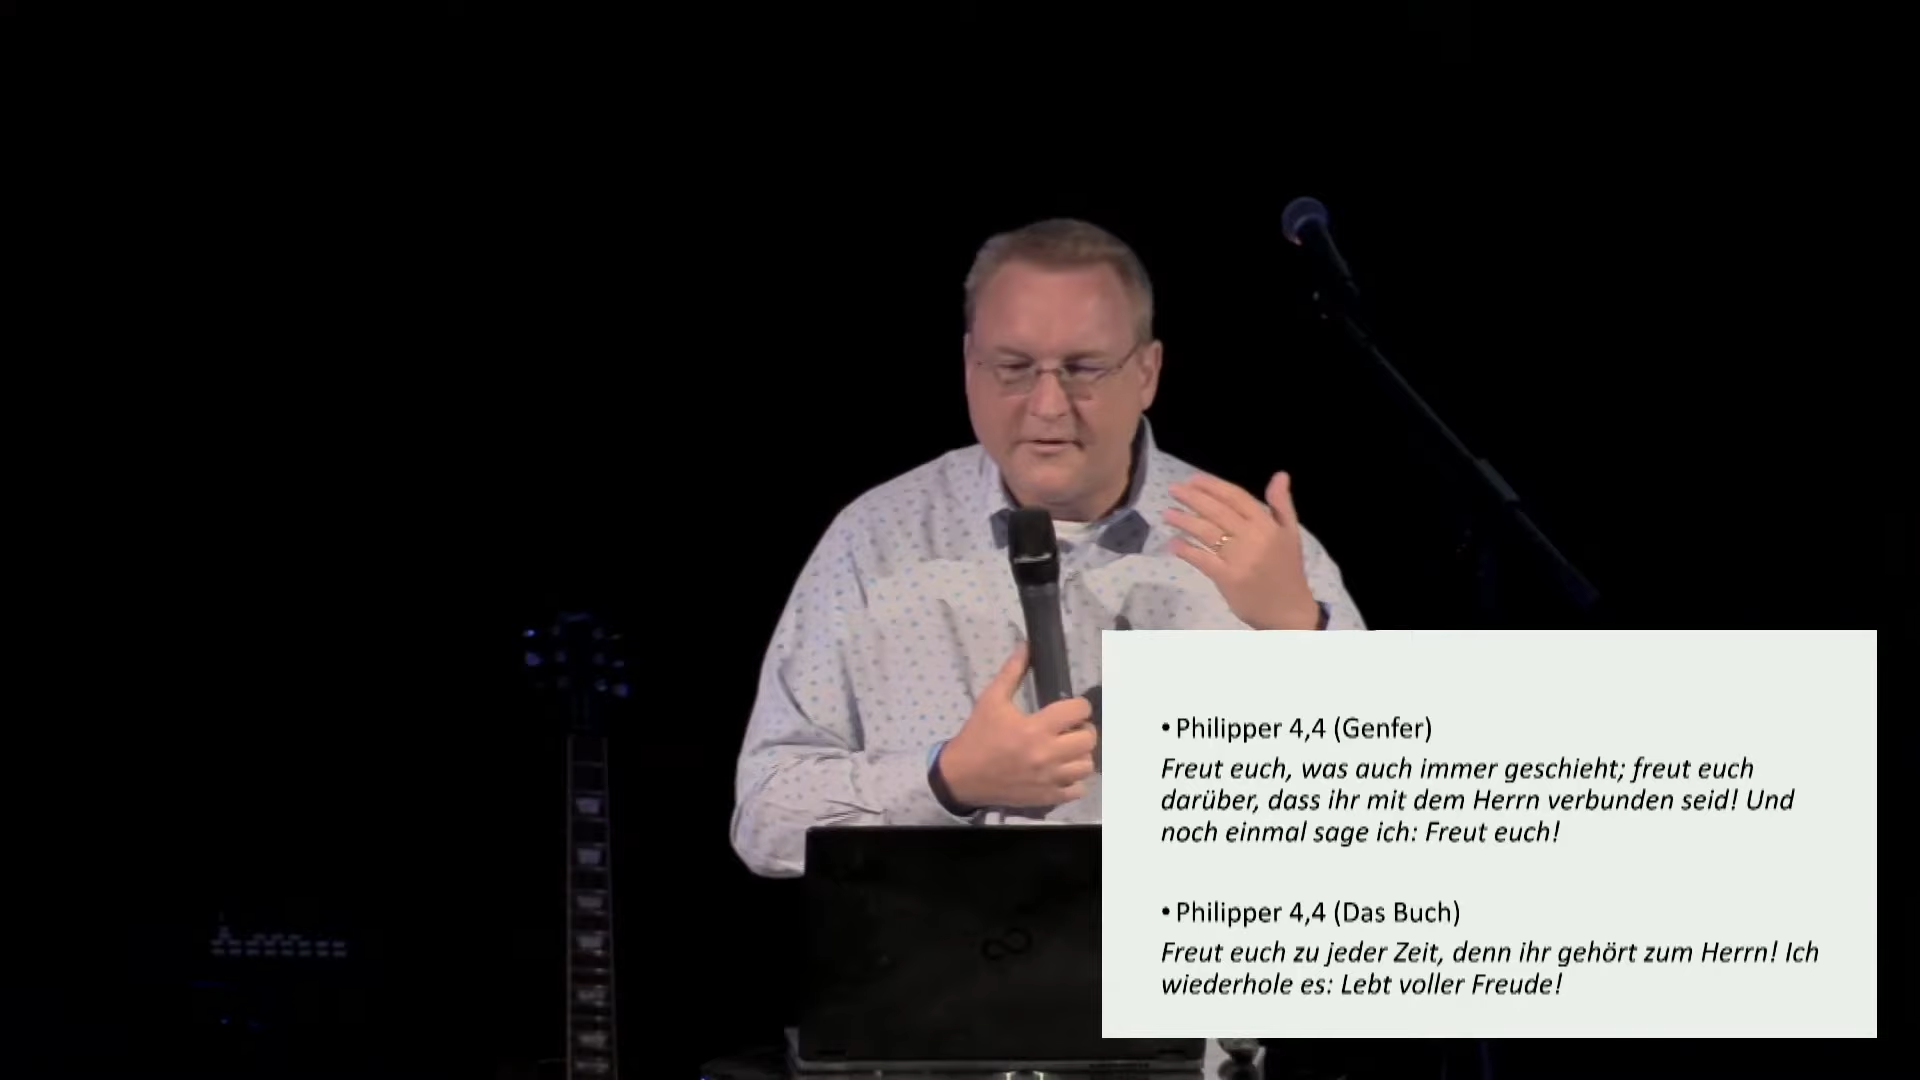 • Philipper 4,4 (Genfer)
Freut euch, was auch immer geschieht; freut euch
darüber, dass ihr mit dem Herrn verbunden seid! Und
noch einmal sage ich: Freut euch!
• Philipper 4,4 (Das Buch)
Freut euch zu jeder Zeit, denn ihr gehört zum Herrn! Ich
wiederhole es: Lebt voller Freude!